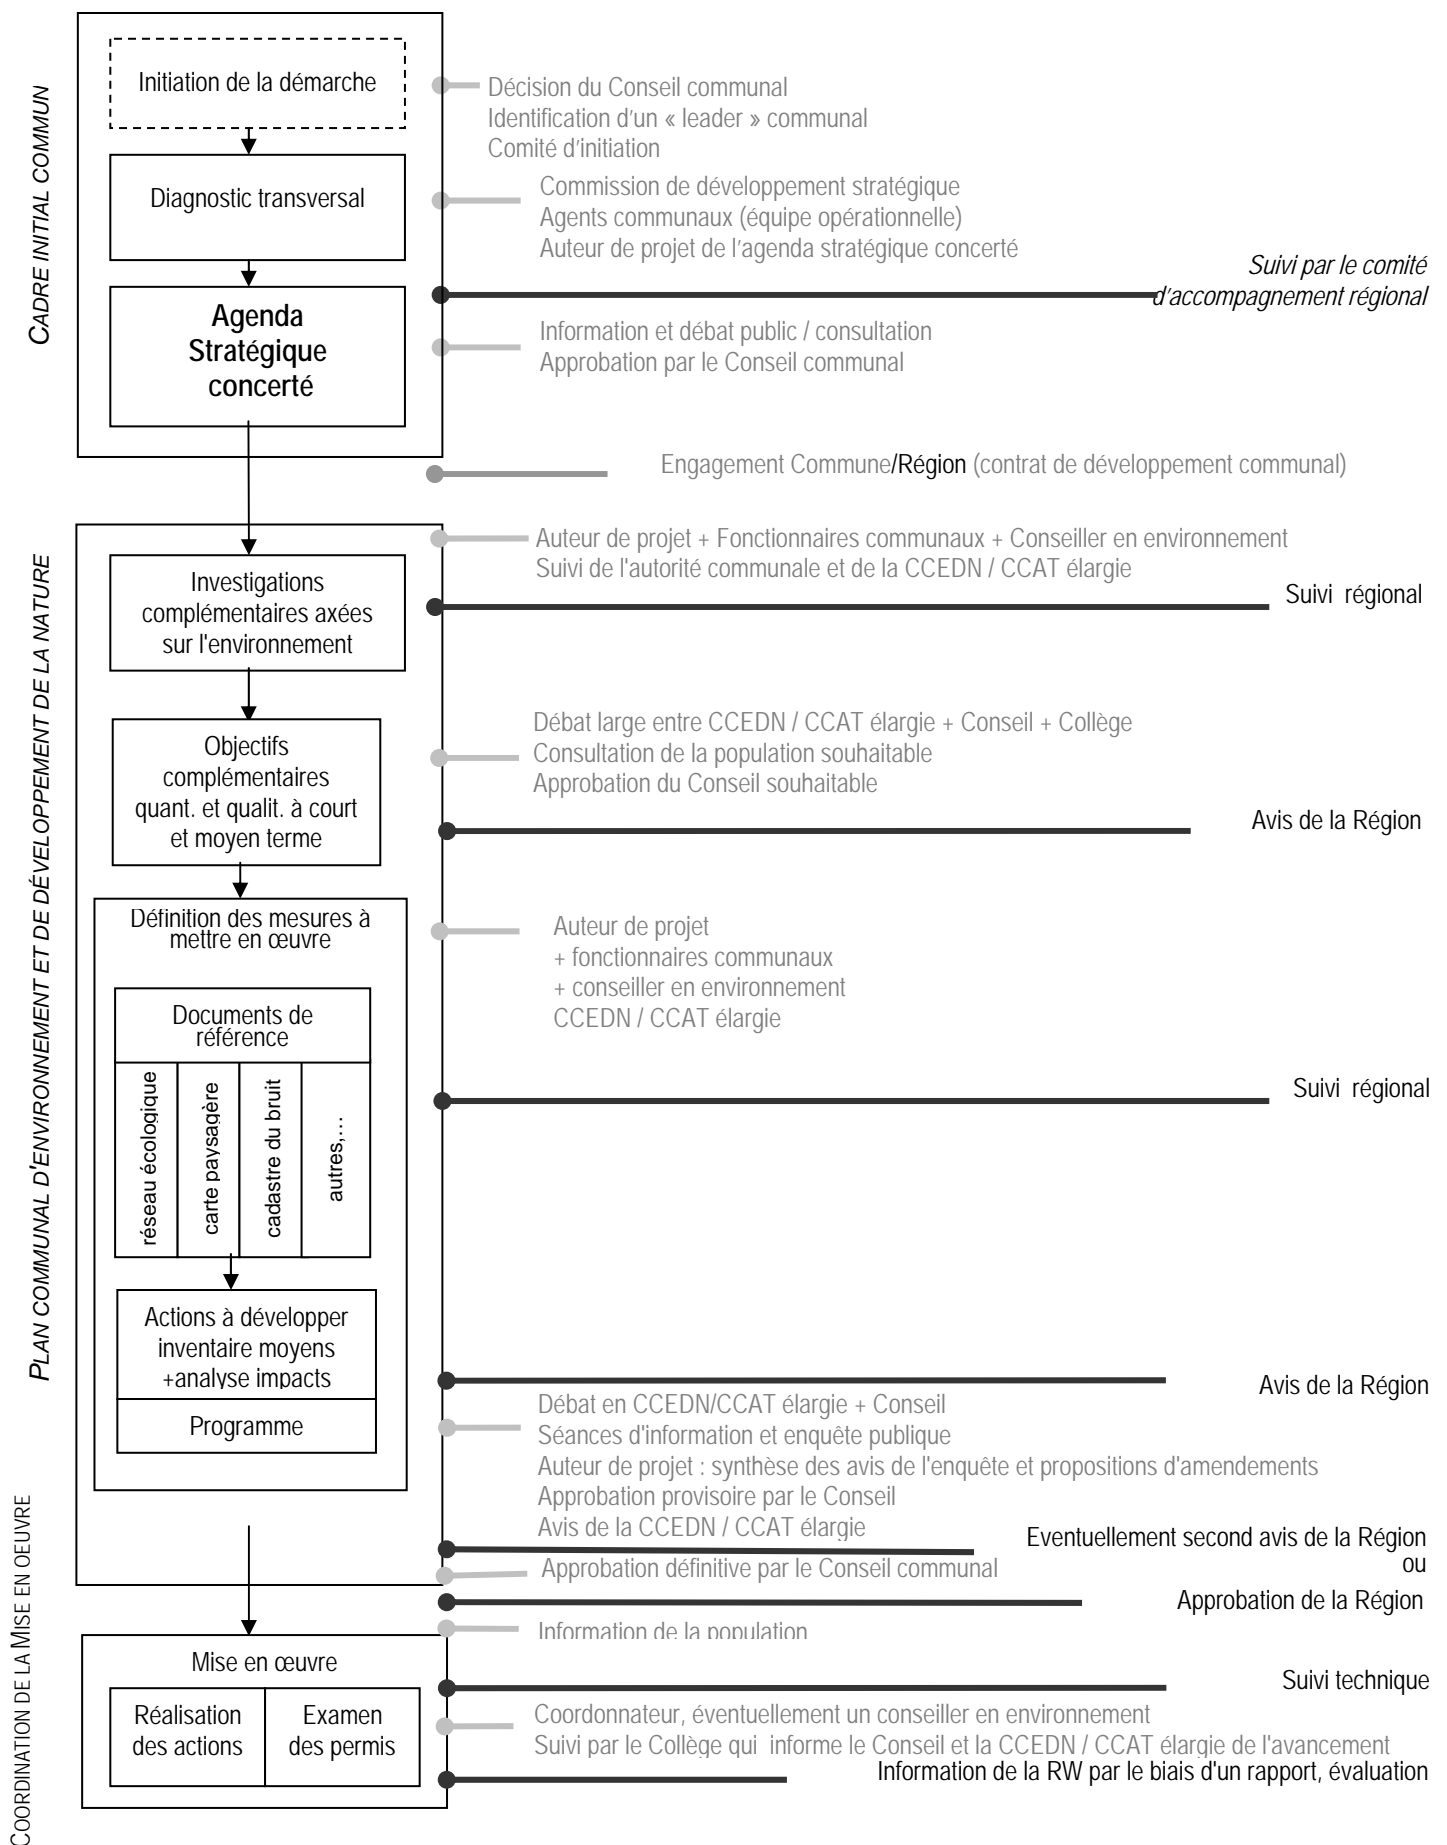 CADRE INITIAL COMMUN
Initiation de la démarche
Décision du Conseil communal
Identification d'un « leader » communal
Comité d'initiation
Diagnostic transversal
Commission de développement stratégique
Agents communaux (équipe opérationnelle)
Auteur de projet de l'agenda stratégique concerté
Suivi par le comité
d'accompagnement régional
Agenda
Stratégique
concerté
Information et débat public / consultation
Approbation par le Conseil communal
Engagement Commune/Région (contrat de développement communal)
PLAN COMMUNAL D'ENVIRONNEMENT ET DE DÉVELOPPEMENT DE LA NATURE
Auteur de projet + Fonctionnaires communaux + Conseiller en environnement
Suivi de l'autorité communale et de la CCEDN / CCAT élargie
Investigations
complémentaires axées
sur l'environnement
Suivi régional
Objectifs
complémentaires
quant. et qualit. à court
et moyen terme
Débat large entre CCEDN / CCAT élargie + Conseil + Collège
Consultation de la population souhaitable
Approbation du Conseil souhaitable
Avis de la Région
Définition des mesures à
mettre en œuvre
Auteur de projet
+ fonctionnaires communaux
+ conseiller en environnement
CCEDN / CCAT élargie
Documents de
référence
réseau écologique
carte paysagère
cadastre du bruit
autres,…
Suivi régional
Actions à développer
inventaire moyens
+analyse impacts
Programme
Avis de la Région
Débat en CCEDN/CCAT élargie + Conseil
Séances d'information et enquête publique
Auteur de projet : synthèse des avis de l'enquête et propositions d'amendements
Approbation provisoire par le Conseil
Avis de la CCEDN / CCAT élargie
Eventuellement second avis de la Région
ou
Approbation définitive par le Conseil communal
Approbation de la Région
Information de la population
COORDINATION DE LA MISE EN OEUVRE
Mise en œuvre
Réalisation
des actions
Examen
des permis
Suivi technique
Coordonnateur, éventuellement un conseiller en environnement
Suivi par le Collège qui informe le Conseil et la CCEDN / CCAT élargie de l'avancement
Information de la RW par le biais d'un rapport, évaluation